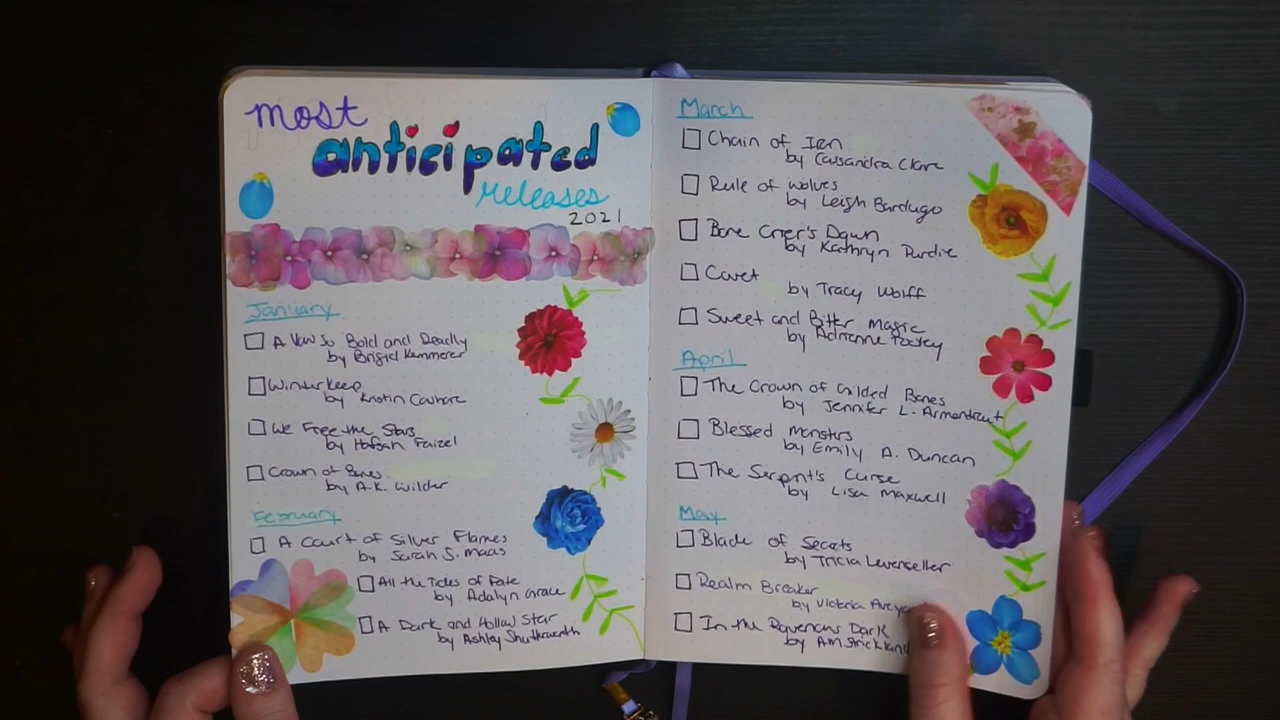 most
anticipated
releases
2021
January
A Vow So Bold and Deadly
by Brigid Kemmerer
Winterkeep
by Kristin Cashore
We Free the Stars
by Hafsah Faizel
Crown of Bones
by A.K. Wilder
February
A Court of Silver Flames
by Sarah J. Maas
All the Tides of Fate
by Adalyn Grace
A Dark and Hollow Star
by Ashley Shuttleworth
March
Chain of Iron
by Cassandra Clare
Rule of wolves
by Leigh Bardugo
Bone Crier's Dawn
by Kathryn Purdie
Covet
by Tracy Wolff
Sweet and Bitter Magic
by Adrienne Tooley
April
The Crown of Gilded Bones
by Jennifer L. Armentrout
Blessed monsters
by Emily A. Duncan
The Serpent's Curse
by Lisa Maxwell
May
Blade of Secrets
by Tricia Levenseller
Realm Breaker
by Victoria
In the Ravenous Dark
by AM Strickland